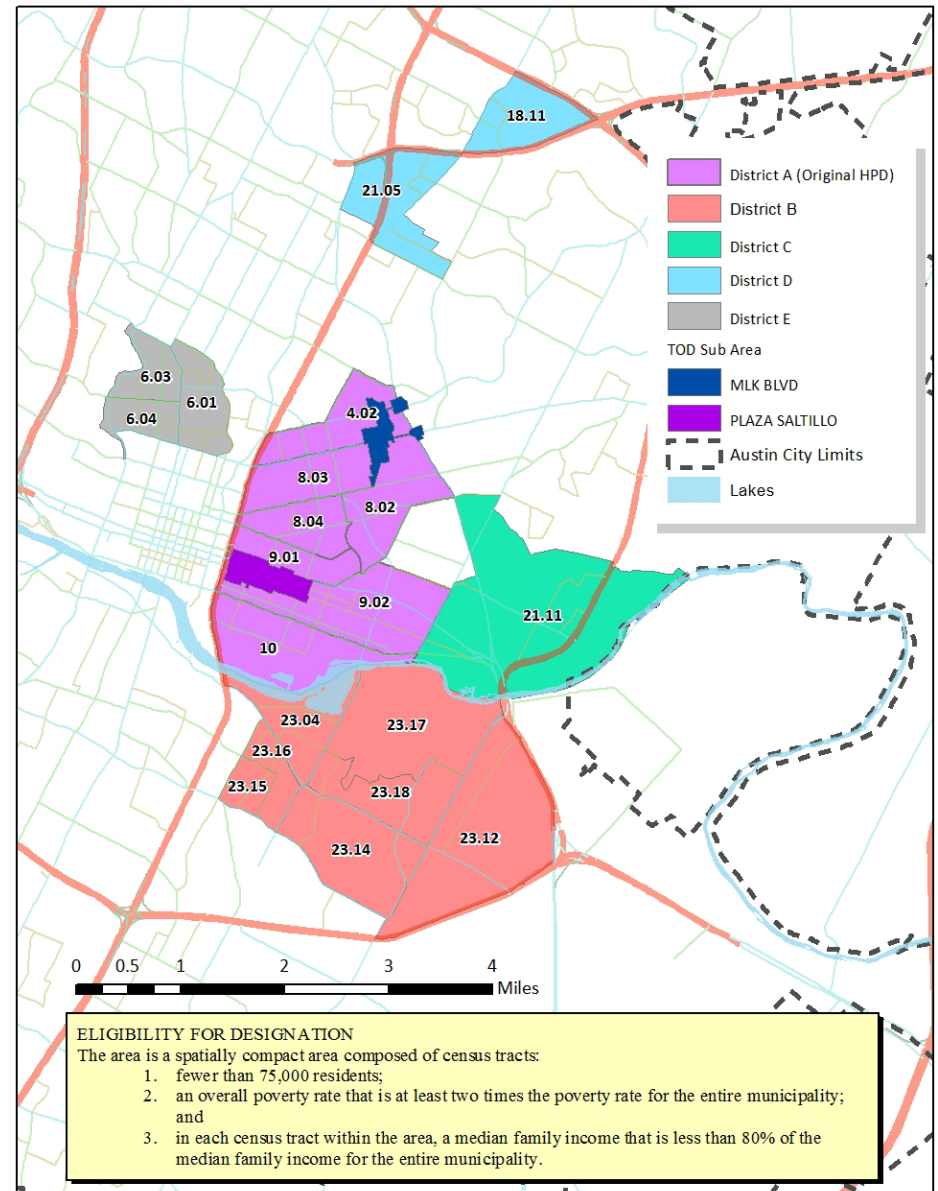 18.11
21.05
District A (Original HPD)
District B
District C
District D
District E
TOD Sub Area
MLK BLVD
PLAZA SALTILLO
Austin City Limits
Lakes
6.03
6.01
6.04
4.02
8.03
8.02
8.04
9.01
9.02
21.11
10
23.04
23.17
23.16
23.15
23.18
23.12
23.14
0 0.5 1 2 3 4
Miles
ELIGIBILITY FOR DESIGNATION
The area is a spatially compact area composed of census tracts:
1. fewer than 75,000 residents;
2. an overall poverty rate that is at least two times the poverty rate for the entire municipality;
and
3. in each census tract within the area, a median family income that is less than 80% of the
median family income for the entire municipality.